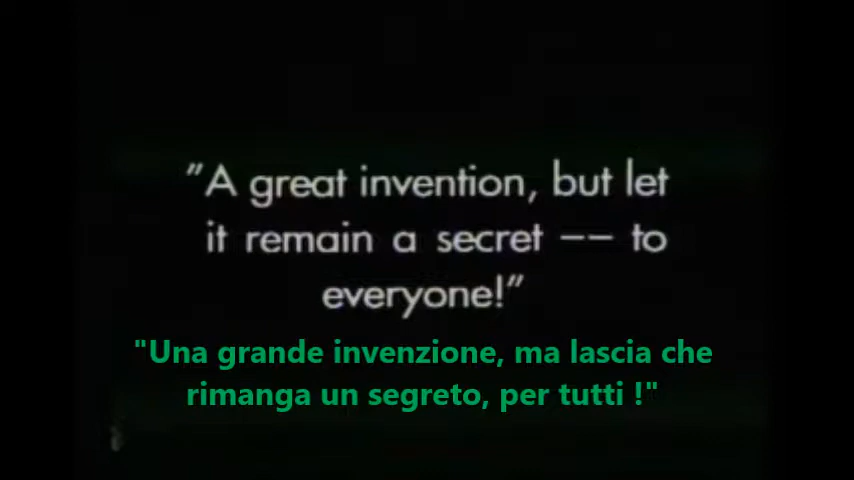 "A great invention, but let
it remain a secret –– to
everyone!"
"Una grande invenzione, ma lascia che
rimanga un segreto, per tutti !"